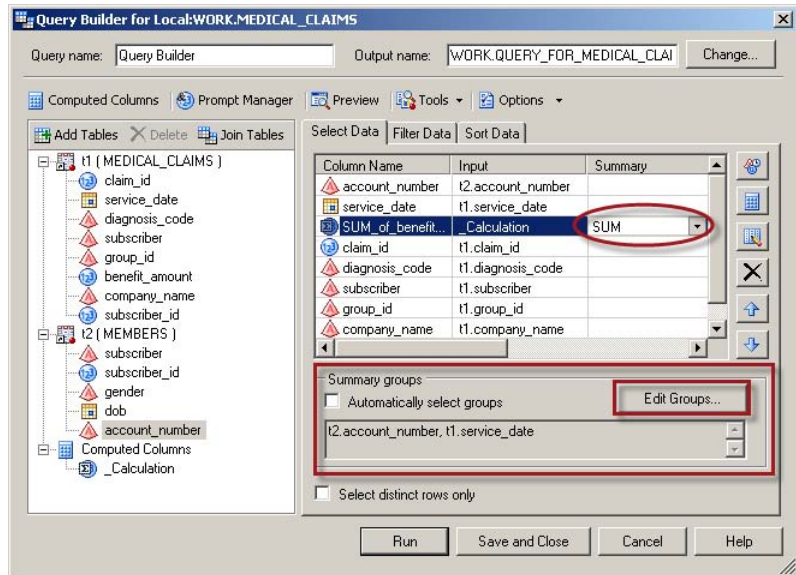 Query Builder for Local:WORK.MEDICAL_CLAIMS
Query name: Query Builder Output name: WORK.QUERY_FOR_MEDICAL_CLAI Change...
Computed Columns Prompt Manager Preview Tools Options
Add Tables Delete Join Tables
t1 ( MEDICAL_CLAIMS )
claim_id
service_date
diagnosis_code
subscriber
group_id
benefit_amount
company_name
subscriber_id
t2 ( MEMBERS )
subscriber
subscriber_id
gender
dob
account_number
Computed Columns
_Calculation
Select Data Filter Data Sort Data
Column Name Input Summary
account_number t2.account_number
service_date t1.service_date
SUM_of_benefit... _Calculation SUM
claim_id t1.claim_id
diagnosis_code t1.diagnosis_code
subscriber t1.subscriber
group_id t1.group_id
company_name t1.company_name
Summary groups
Automatically select groups Edit Groups...
t2.account_number, t1.service_date
Select distinct rows only
Run Save and Close Cancel Help